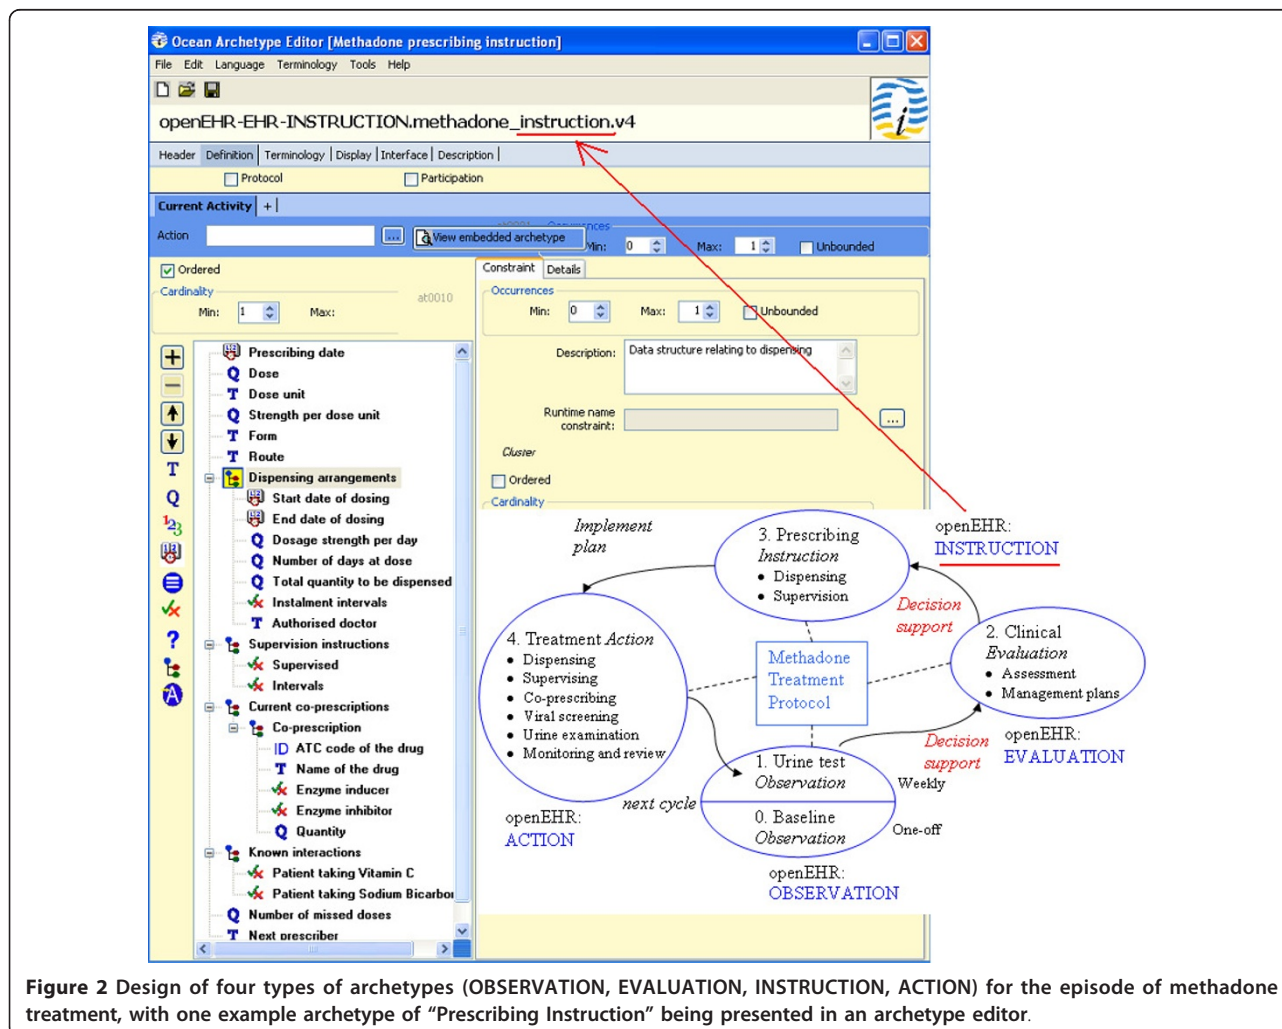 Ocean Archetype Editor [Methadone prescribing instruction]
File Edit Language Terminology Tools Help
openEHR-EHR-INSTRUCTION.methadone_instruction.v4
Header Definition Terminology Display Interface Description
Protocol Participation
Current Activity +
Action ... View embedded archetype Occurrences
Min: 0 Max: 1 Unbounded
Ordered
Cardinality at0010
Min: 1 Max:
Constraint Details
Occurrences
Min: 0 Max: 1 Unbounded
Description: Data structure relating to dispensing
Runtime name constraint: ...
Cluster
Ordered
Cardinality
Prescribing date
Q Dose
T Dose unit
Q Strength per dose unit
T Form
T Route
Dispensing arrangements
Start date of dosing
End date of dosing
Q Dosage strength per day
Q Number of days at dose
Q Total quantity to be dispensed
Instalment intervals
T Authorised doctor
Supervision instructions
Supervised
Intervals
Current co-prescriptions
Co-prescription
ID ATC code of the drug
T Name of the drug
Enzyme inducer
Enzyme inhibitor
Q Quantity
Known interactions
Patient taking Vitamin C
Patient taking Sodium Bicarbo
Q Number of missed doses
T Next prescriber
T
Q
123
?
A
Implement
plan
3. Prescribing
Instruction
• Dispensing
• Supervision
openEHR:
INSTRUCTION
Decision
support
2. Clinical
Evaluation
• Assessment
• Management plans
openEHR:
EVALUATION
4. Treatment Action
• Dispensing
• Supervising
• Co-prescribing
• Viral screening
• Urine examination
• Monitoring and review
openEHR:
ACTION
Methadone
Treatment
Protocol
Decision
support
1. Urine test
Observation
Weekly
next cycle
0. Baseline
Observation
One-off
openEHR:
OBSERVATION
Figure 2 Design of four types of archetypes (OBSERVATION, EVALUATION, INSTRUCTION, ACTION) for the episode of methadone
treatment, with one example archetype of “Prescribing Instruction” being presented in an archetype editor.